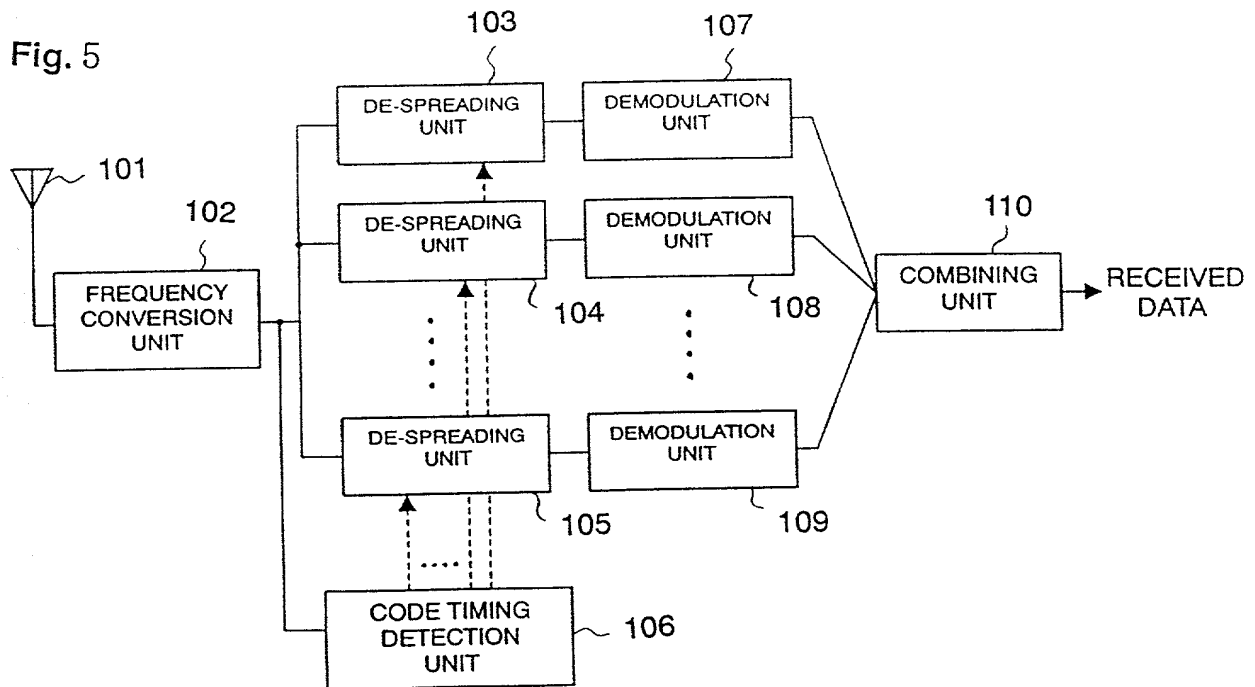 Fig. 5
103
107
DE-SPREADING
UNIT
DEMODULATION
UNIT
101
102
DE-SPREADING
UNIT
DEMODULATION
UNIT
110
FREQUENCY
CONVERSION
UNIT
104
108
COMBINING
UNIT
RECEIVED
DATA
DE-SPREADING
UNIT
DEMODULATION
UNIT
105
109
CODE TIMING
DETECTION
UNIT
106